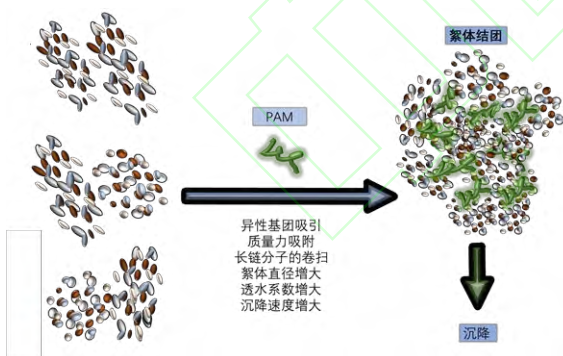 絮体结团
PAM
异性基团吸引
质量力吸附
长链分子的卷扫
絮体直径增大
透水系数增大
沉降速度增大
沉降